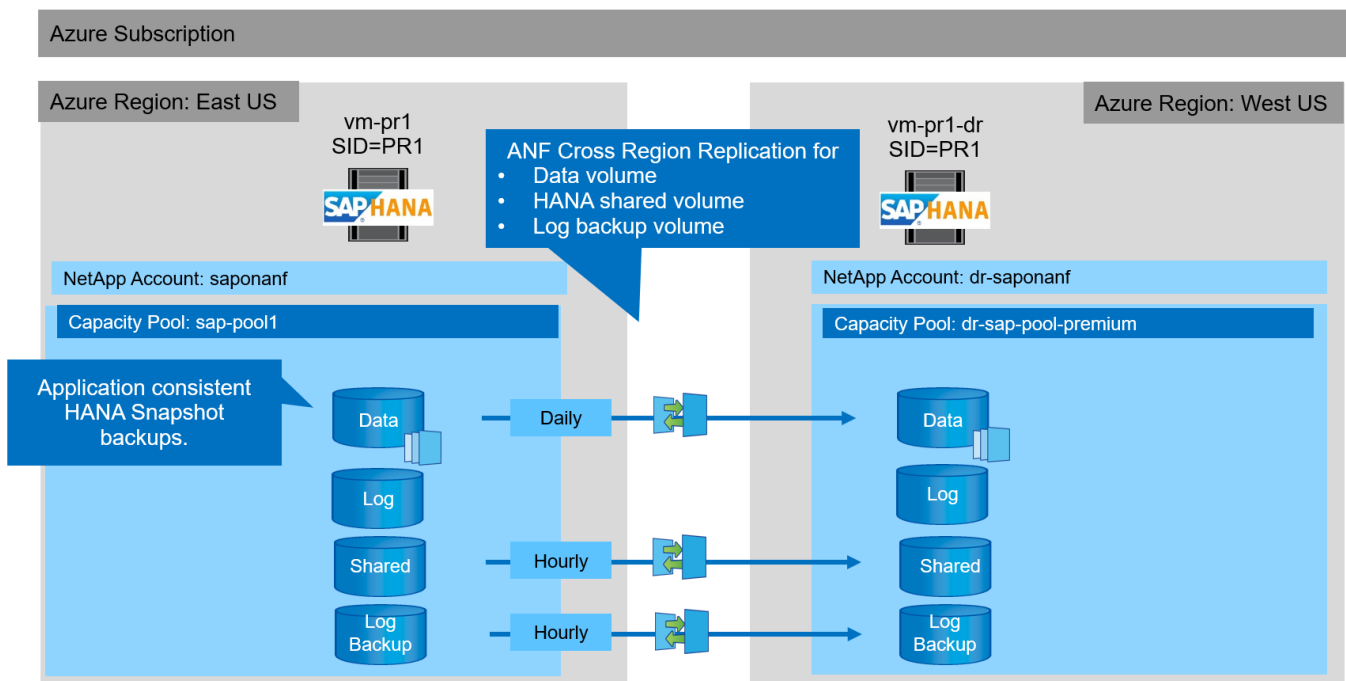 Azure Subscription
Azure Region: East US
Azure Region: West US
vm-pr1
SID=PR1
SAP HANA
ANF Cross Region Replication for
• Data volume
• HANA shared volume
• Log backup volume
vm-pr1-dr
SID=PR1
SAP HANA
NetApp Account: saponanf
NetApp Account: dr-saponanf
Capacity Pool: sap-pool1
Capacity Pool: dr-sap-pool-premium
Application consistent
HANA Snapshot
backups.
Data
Daily
Data
Log
Log
Shared
Hourly
Shared
Log
Backup
Hourly
Log
Backup